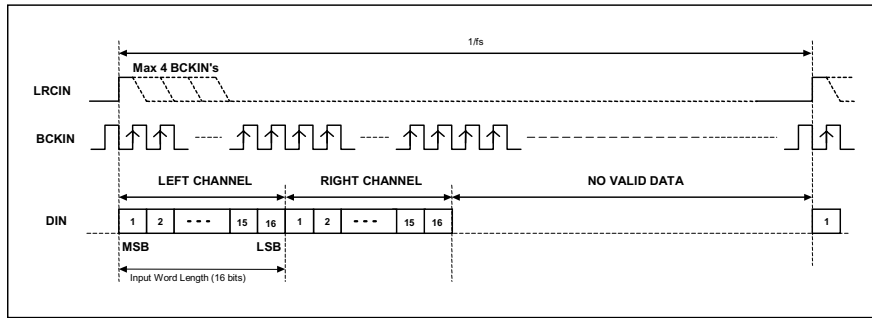 1/fs
Max 4 BCKIN's
LRCIN
BCKIN
LEFT CHANNEL RIGHT CHANNEL NO VALID DATA
DIN 1 2 15 16 1 2 15 16 1
MSB LSB
Input Word Length (16 bits)